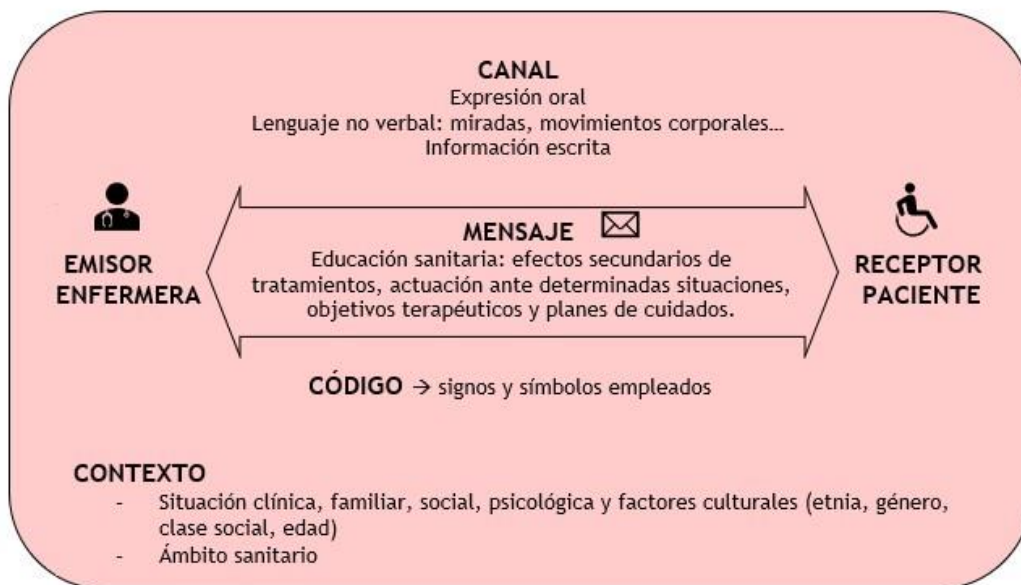 CANAL
Expresión oral
Lenguaje no verbal: miradas, movimientos corporales...
Información escrita
EMISOR
ENFERMERA
MENSAJE
Educación sanitaria: efectos secundarios de
tratamientos, actuación ante determinadas situaciones,
objetivos terapéuticos y planes de cuidados.
RECEPTOR
PACIENTE
CÓDIGO → signos y símbolos empleados
CONTEXTO
- Situación clínica, familiar, social, psicológica y factores culturales (etnia, género,
clase social, edad)
- Ámbito sanitario